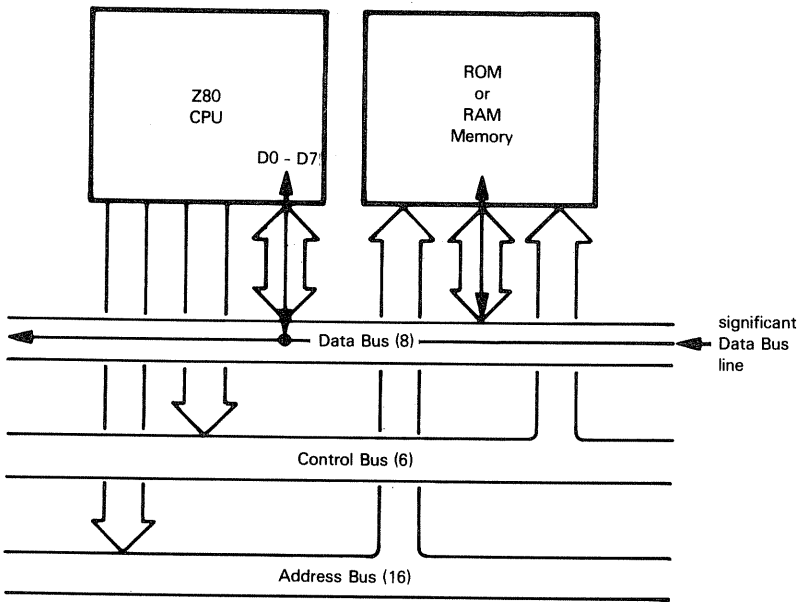 Z80
CPU
D0 - D7
ROM
or
RAM
Memory
Data Bus (8)
significant
Data Bus
line
Control Bus (6)
Address Bus (16)